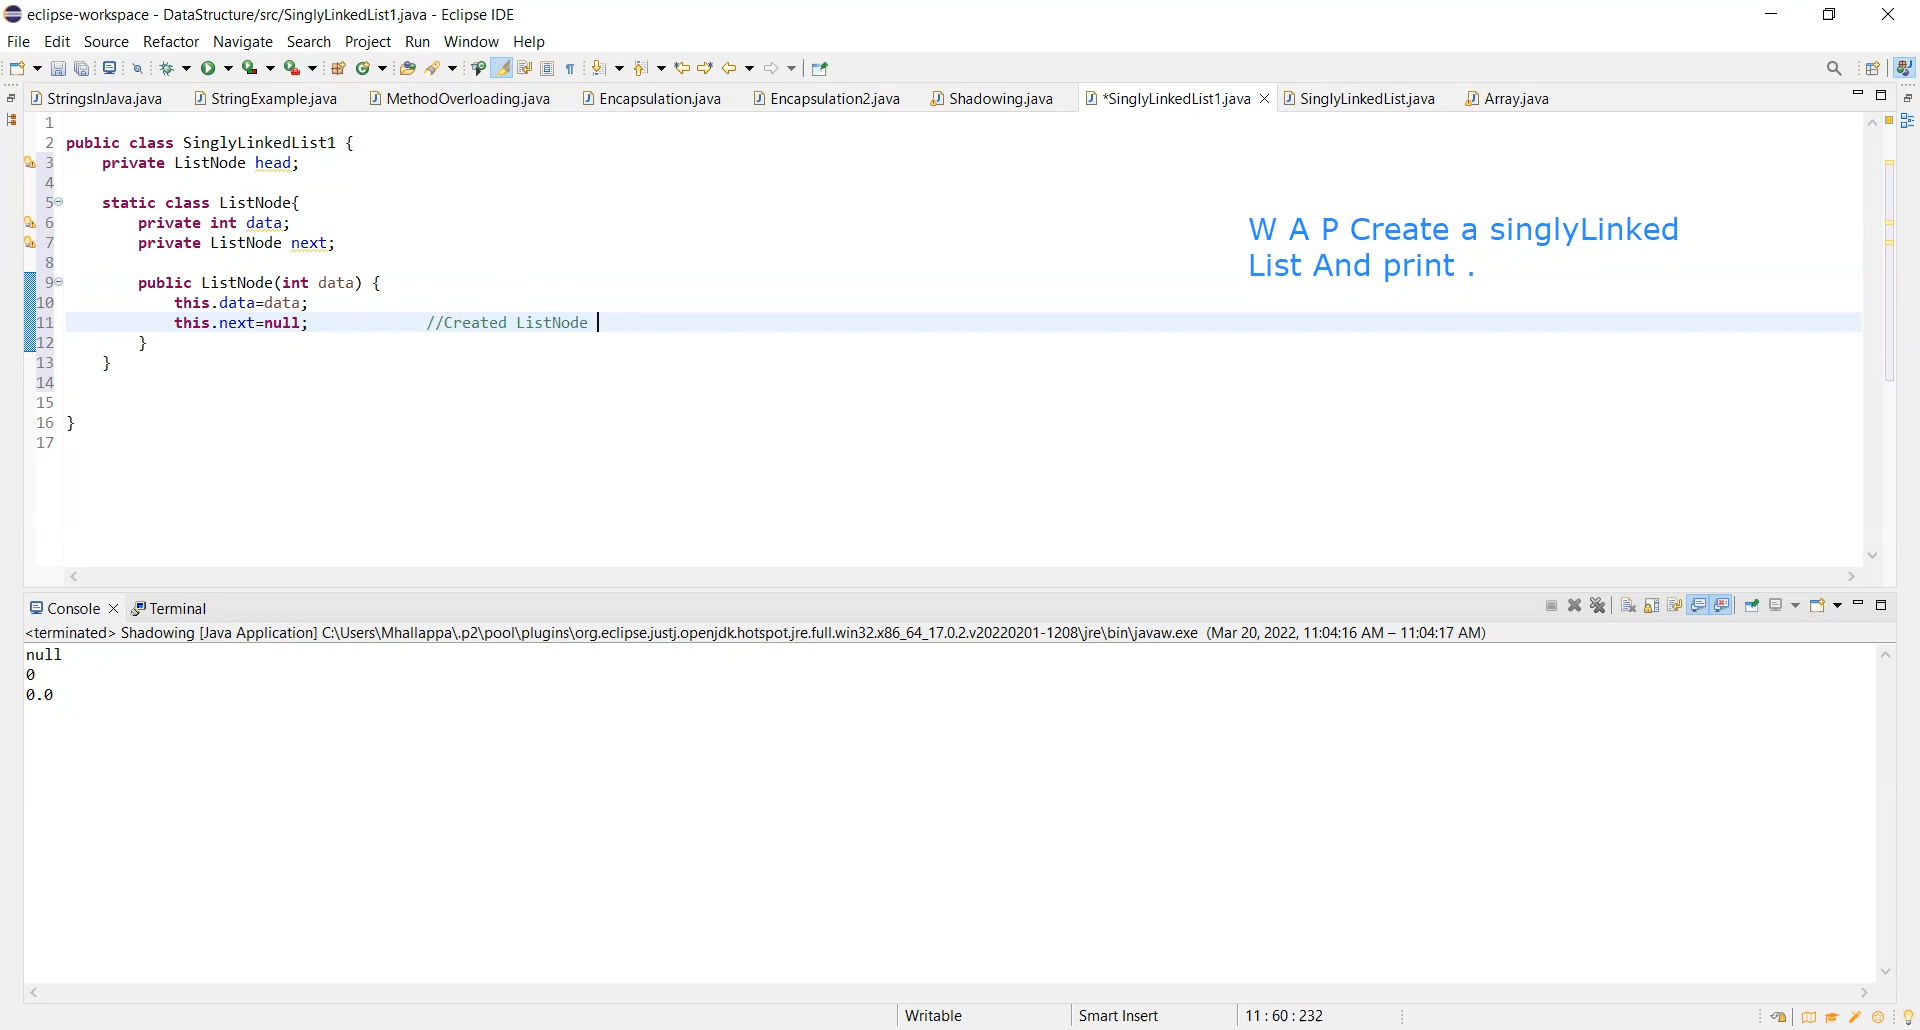 eclipse-workspace - DataStructure/src/SinglyLinkedList1.java - Eclipse IDE
File Edit Source Refactor Navigate Search Project Run Window Help
StringsInJava.java StringExample.java MethodOverloading.java Encapsulation.java Encapsulation2.java Shadowing.java *SinglyLinkedList1.java SinglyLinkedList.java Array.java
1
2 public class SinglyLinkedList1 {
3 private ListNode head;
4
5 static class ListNode{
6 private int data;
7 private ListNode next;
8
9 public ListNode(int data) {
10 this.data=data;
11 this.next=null; //Created ListNode
12 }
13 }
14
15
16 }
17
W A P Create a singlyLinked
List And print .
Console Terminal
<terminated> Shadowing [Java Application] C:\Users\Mhallappa\.p2\pool\plugins\org.eclipse.justj.openjdk.hotspot.jre.full.win32.x86_64_17.0.2.v20220201-1208\jre\bin\javaw.exe (Mar 20, 2022, 11:04:16 AM – 11:04:17 AM)
null
0
0.0
Writable Smart Insert 11 : 60 : 232